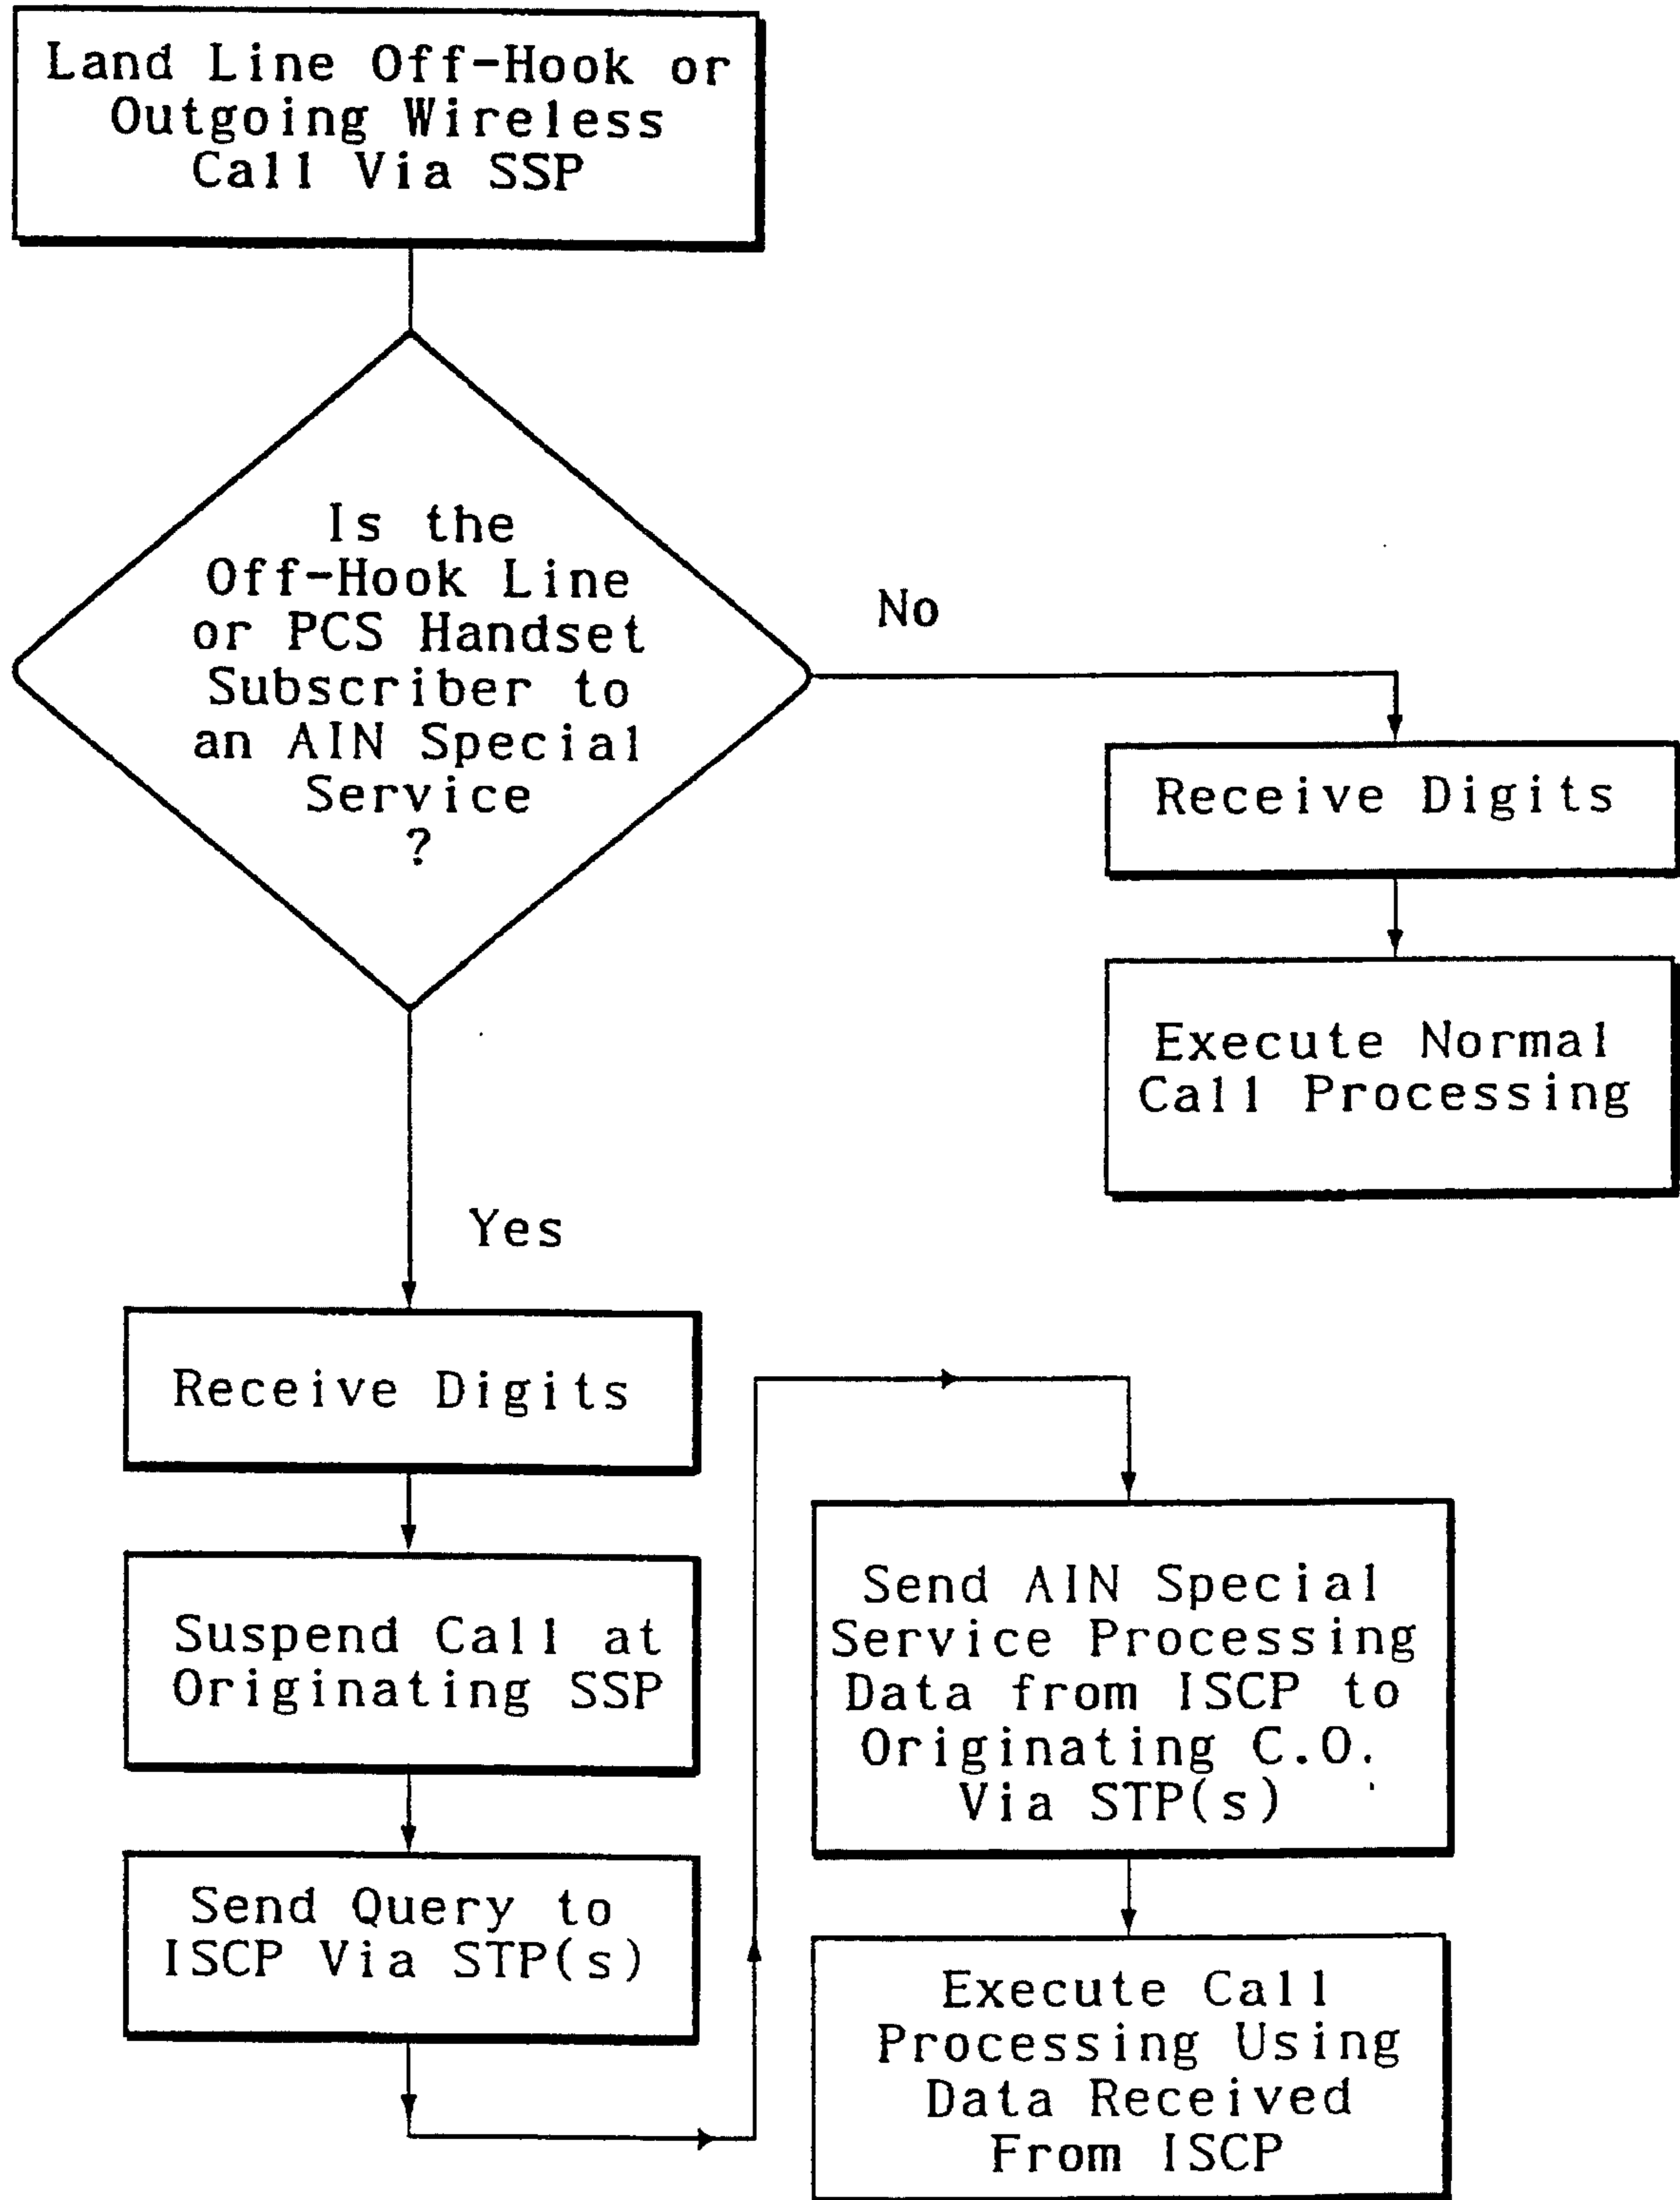 Land Line Off-Hook or
Outgoing Wireless
Call Via SSP
Is the
Off-Hook Line
or PCS Handset
Subscriber to
an AIN Special
Service
?
No
Receive Digits
Execute Normal
Call Processing
Yes
Receive Digits
Suspend Call at
Originating SSP
Send Query to
ISCP Via STP(s)
Send AIN Special
Service Processing
Data from ISCP to
Originating C.O.
Via STP(s)
Execute Call
Processing Using
Data Received
From ISCP